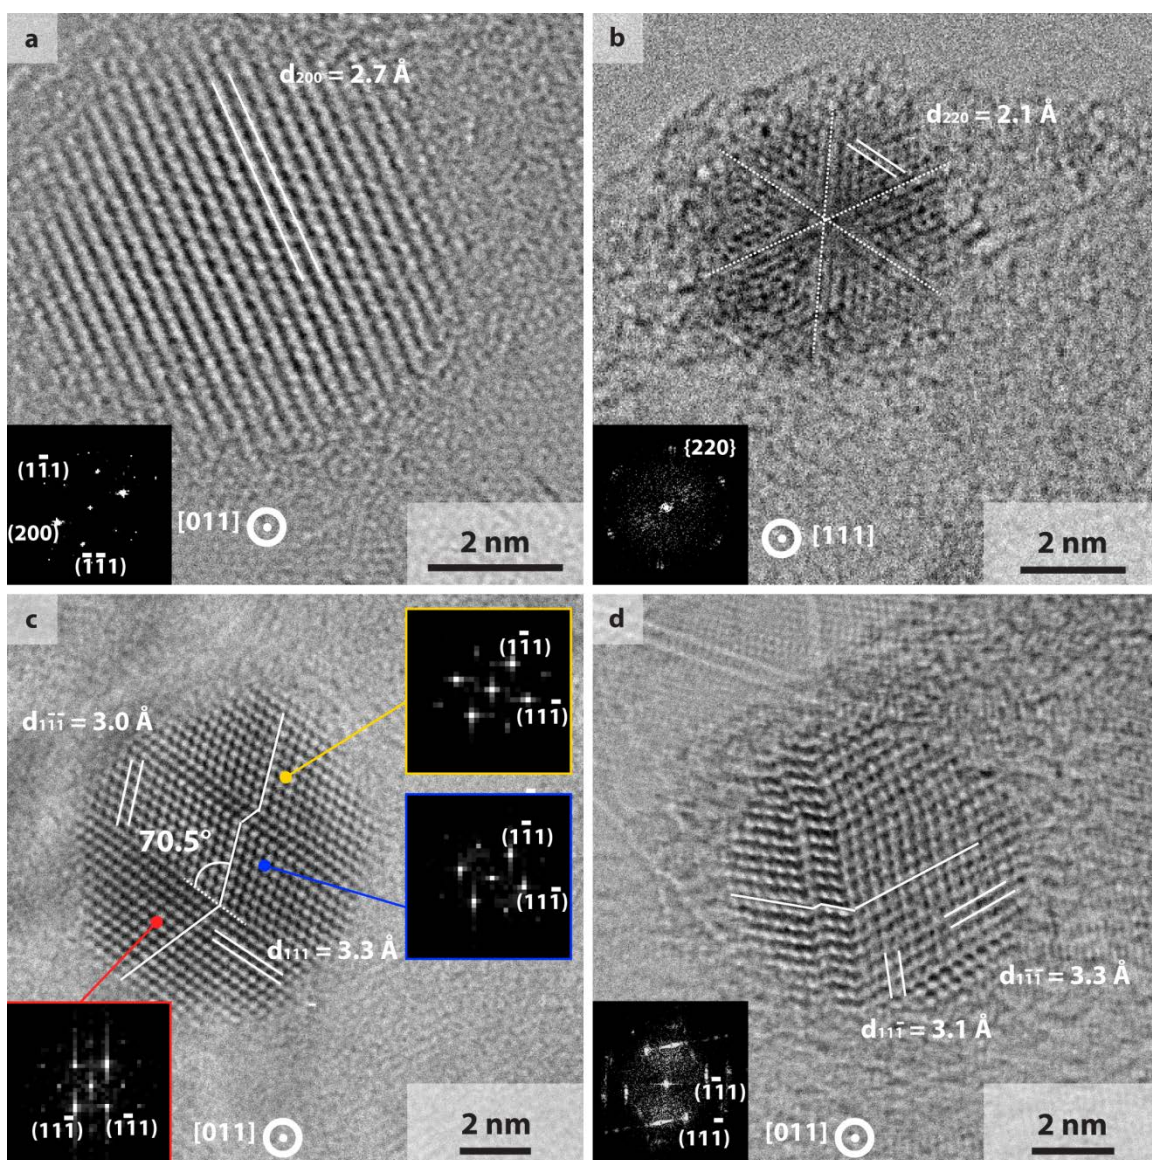 a
d₂₀₀ = 2.7 Å
(11̄1)
(200)
(1̄1̄1)
[011]
2 nm
b
d₂₂₀ = 2.1 Å
{220}
[111]
2 nm
c
d₁₁̄₁̄ = 3.0 Å
70.5°
d₁₁̄₁ = 3.3 Å
(11̄1)
(111̄)
(11̄1)
(111̄)
(111̄)
(11̄1)
[011]
2 nm
d
d₁₁̄₁̄ = 3.3 Å
d₁₁₁̄ = 3.1 Å
(11̄1)
(111̄)
[011]
2 nm